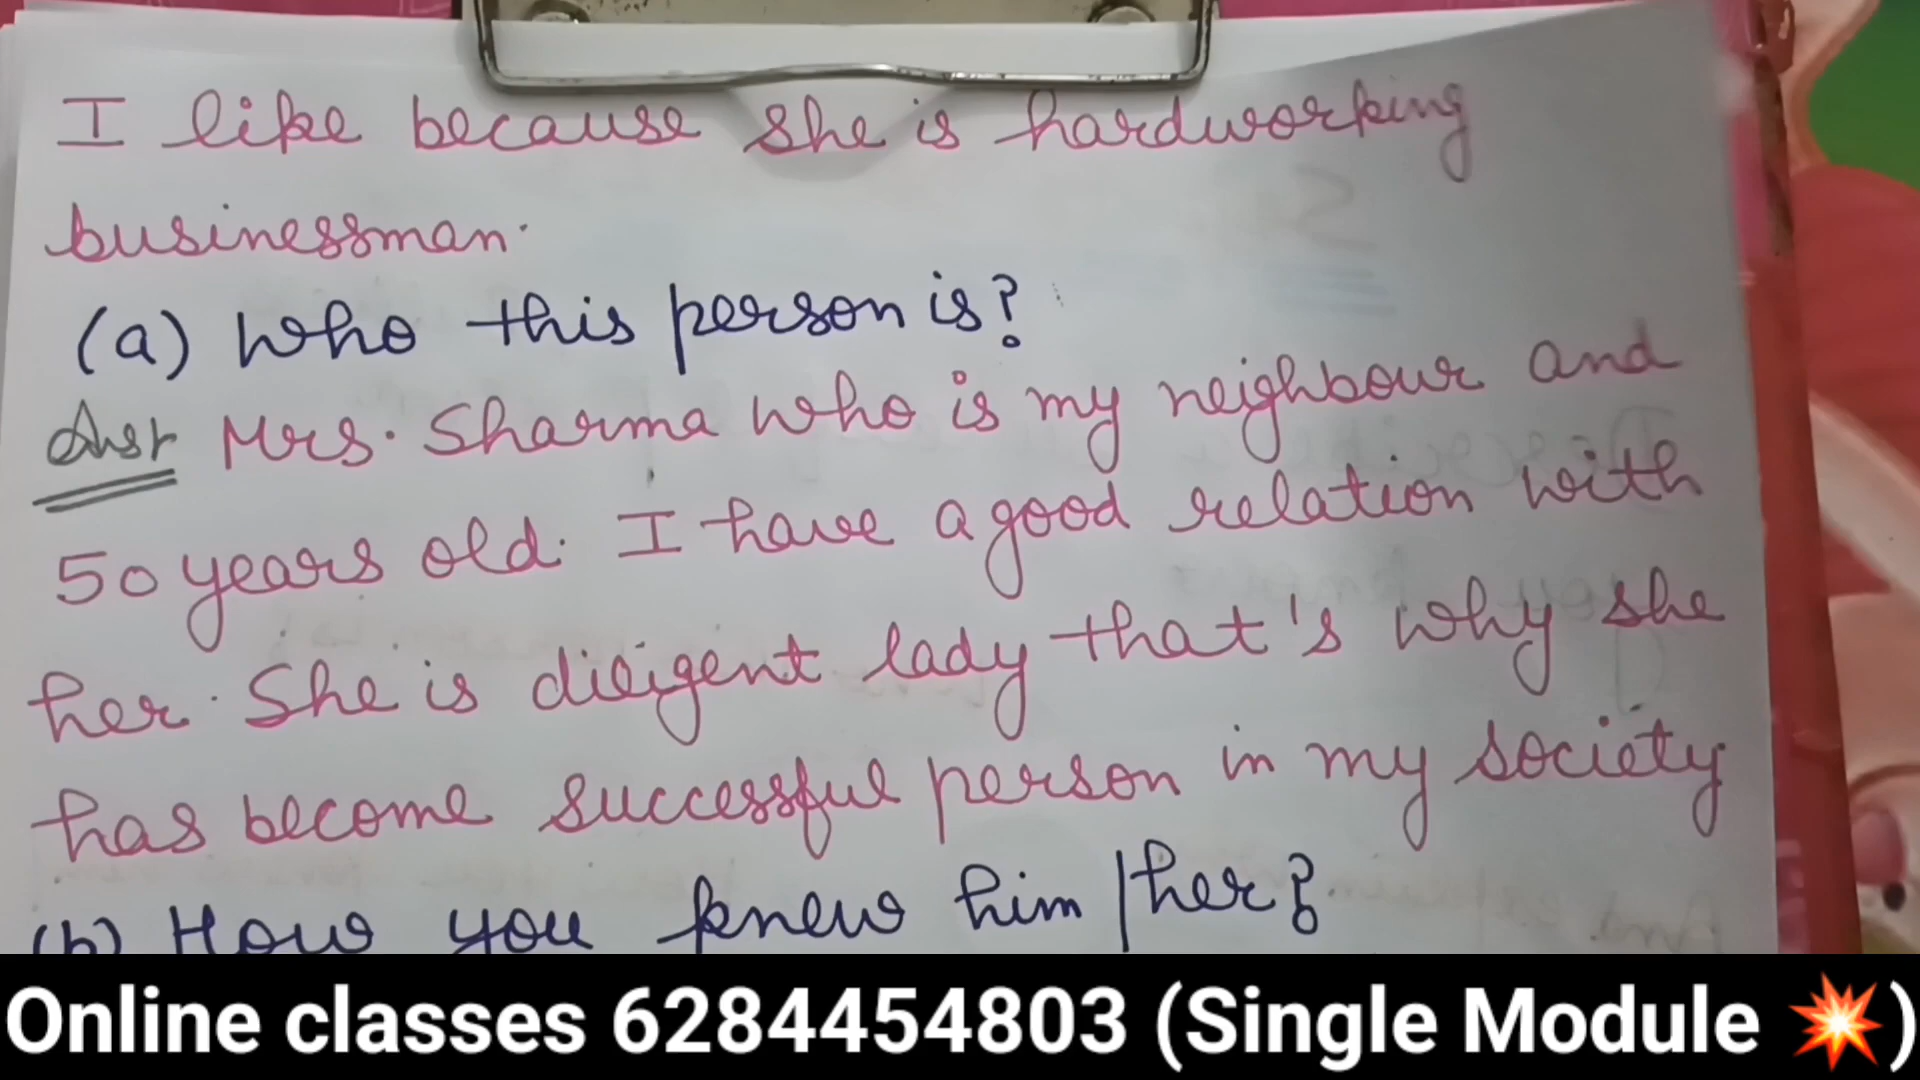 I like because she is hardworking
businessman.
(a) Who this person is?
Ansr Mrs. Sharma who is my neighbour and
50 years old. I have a good relation with
her. She is diligent lady that's why she
has become successful person in my society
(b) How you knew him/her?
Online classes 6284454803 (Single Module 💥)